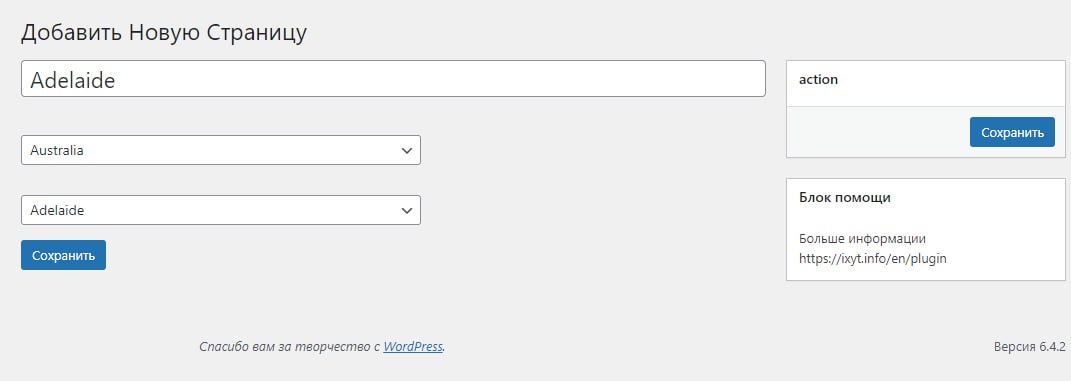 Добавить Новую Страницу
Adelaide
Australia
Adelaide
Сохранить
action
Сохранить
Блок помощи
Больше информации
https://ixyt.info/en/plugin
Спасибо вам за творчество с WordPress.
Версия 6.4.2